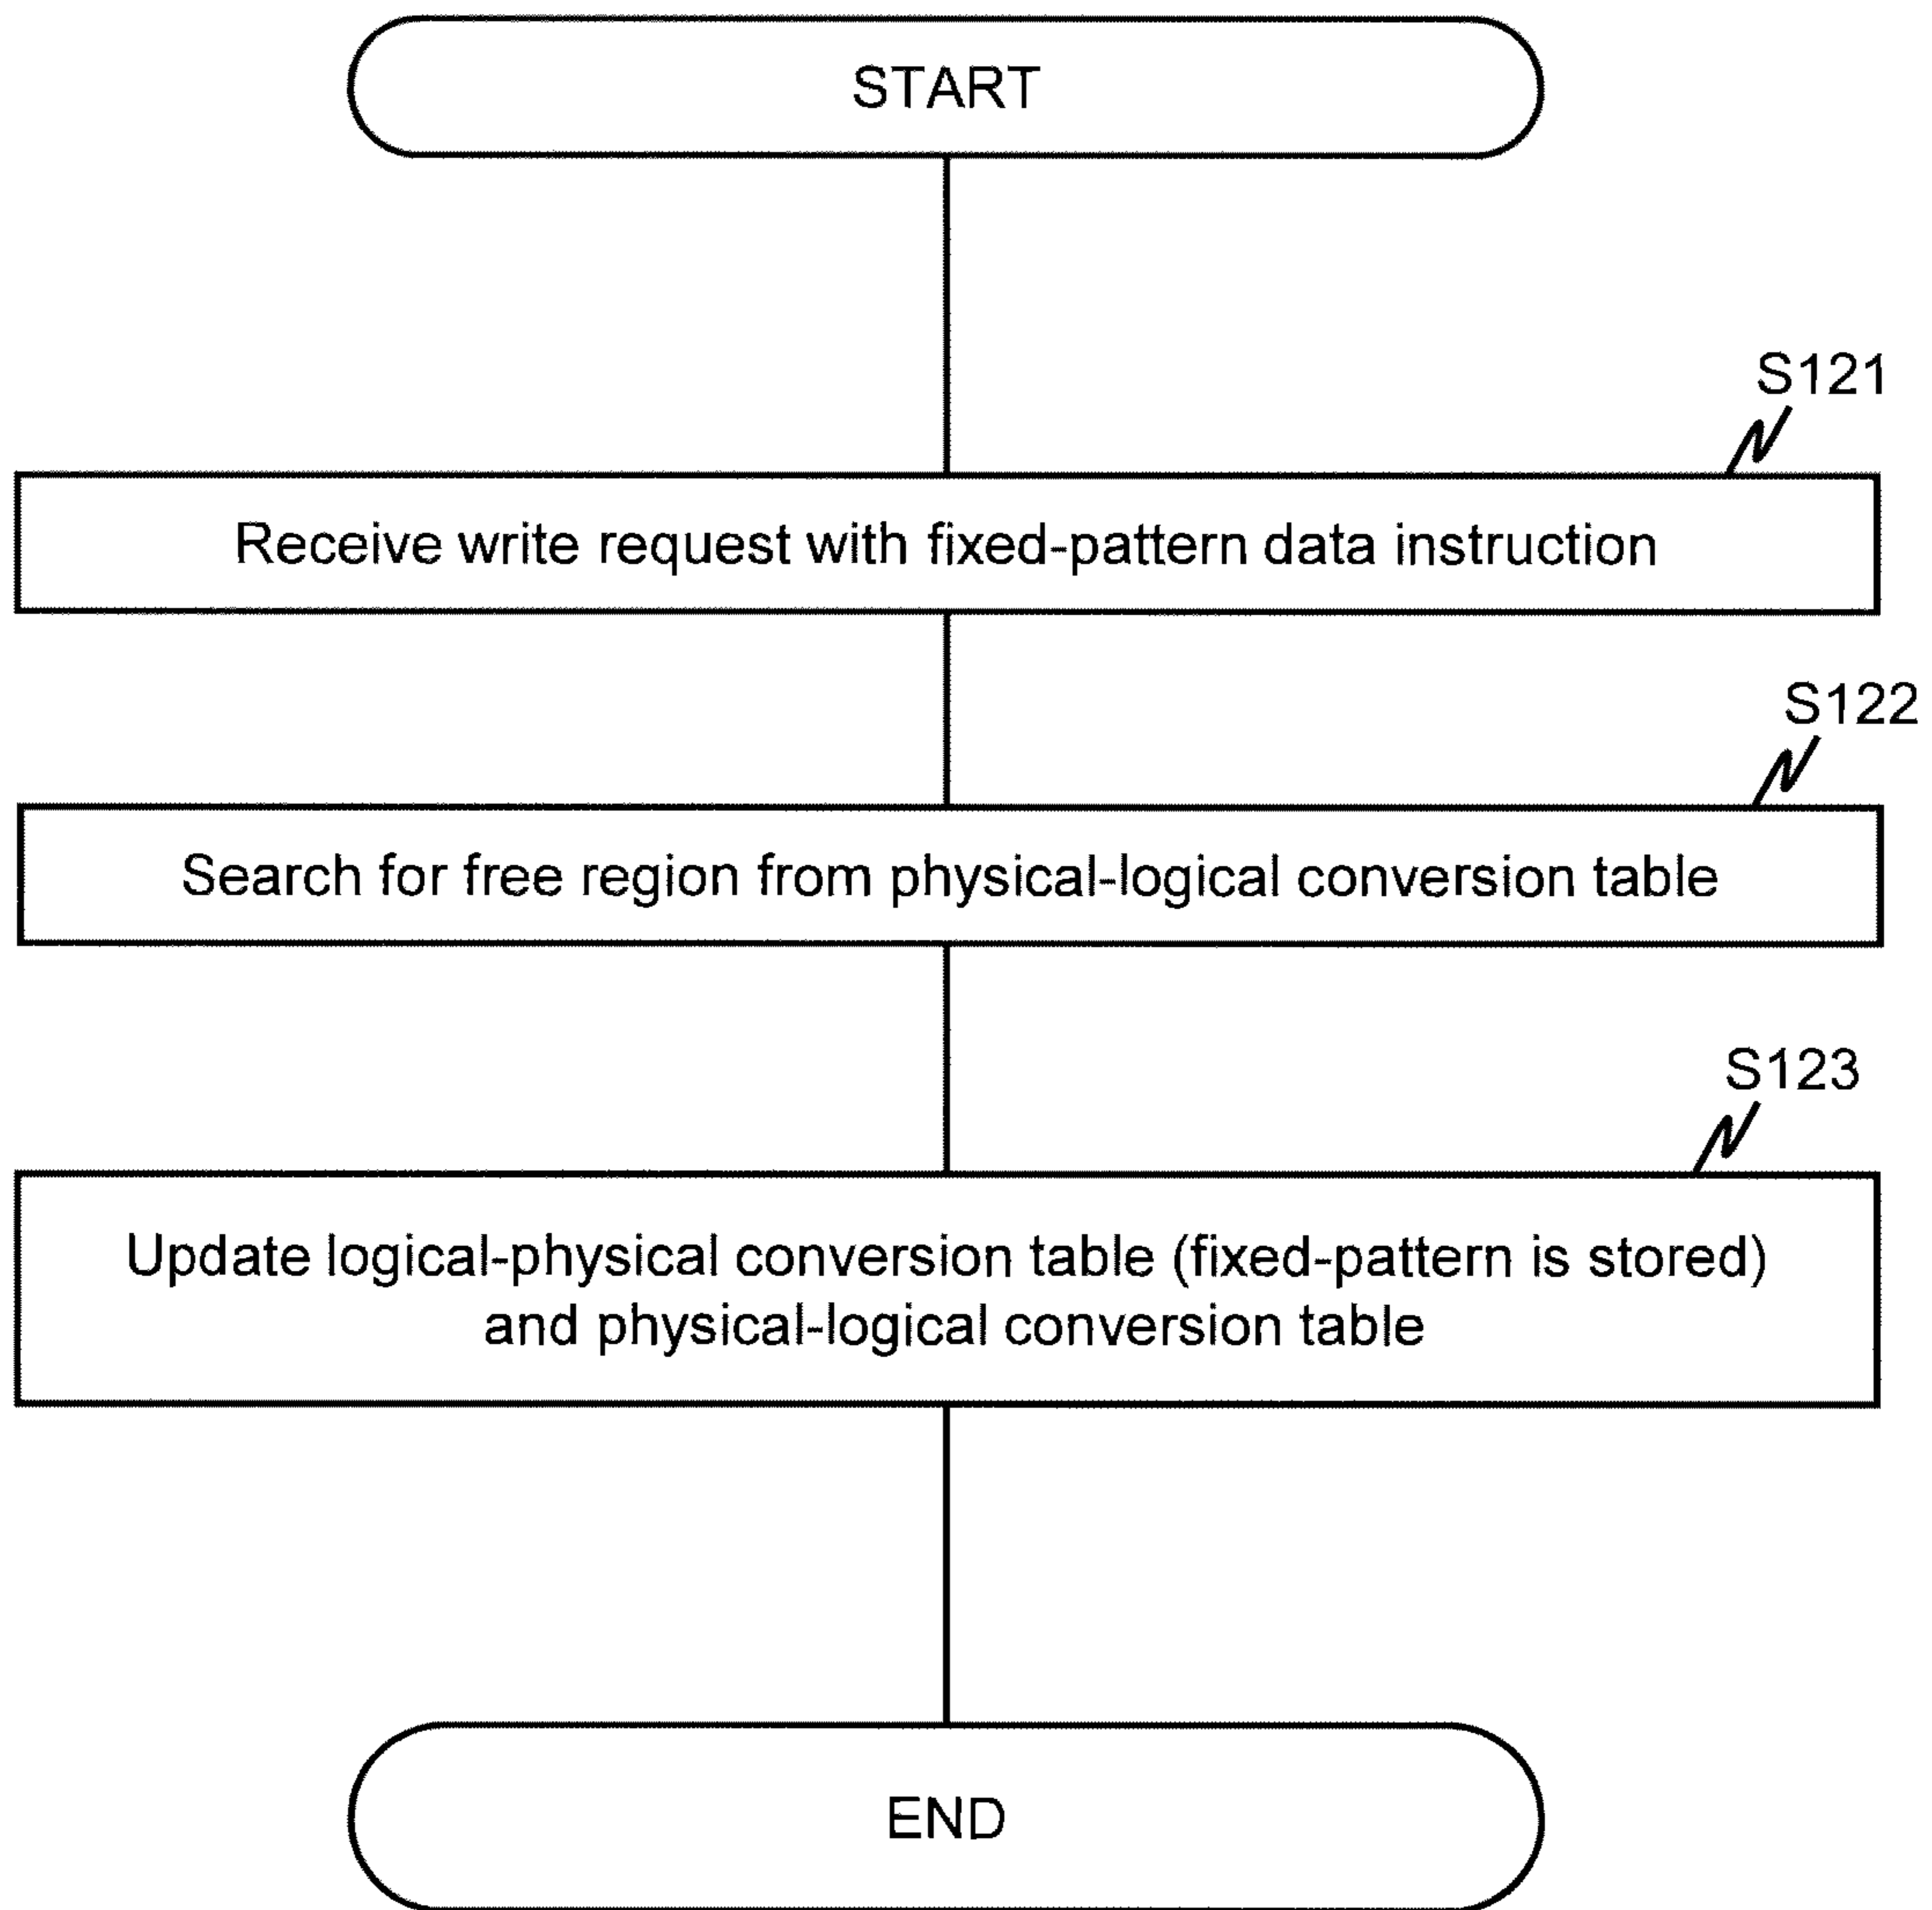 START
S121
Receive write request with fixed-pattern data instruction
S122
Search for free region from physical-logical conversion table
S123
Update logical-physical conversion table (fixed-pattern is stored)
and physical-logical conversion table
END